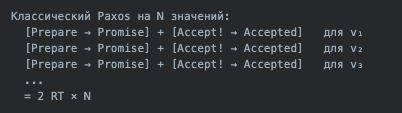 Классический Paxos на N значений:
[Prepare → Promise] + [Accept! → Accepted] для v₁
[Prepare → Promise] + [Accept! → Accepted] для v₂
[Prepare → Promise] + [Accept! → Accepted] для v₃
...
= 2 RT × N